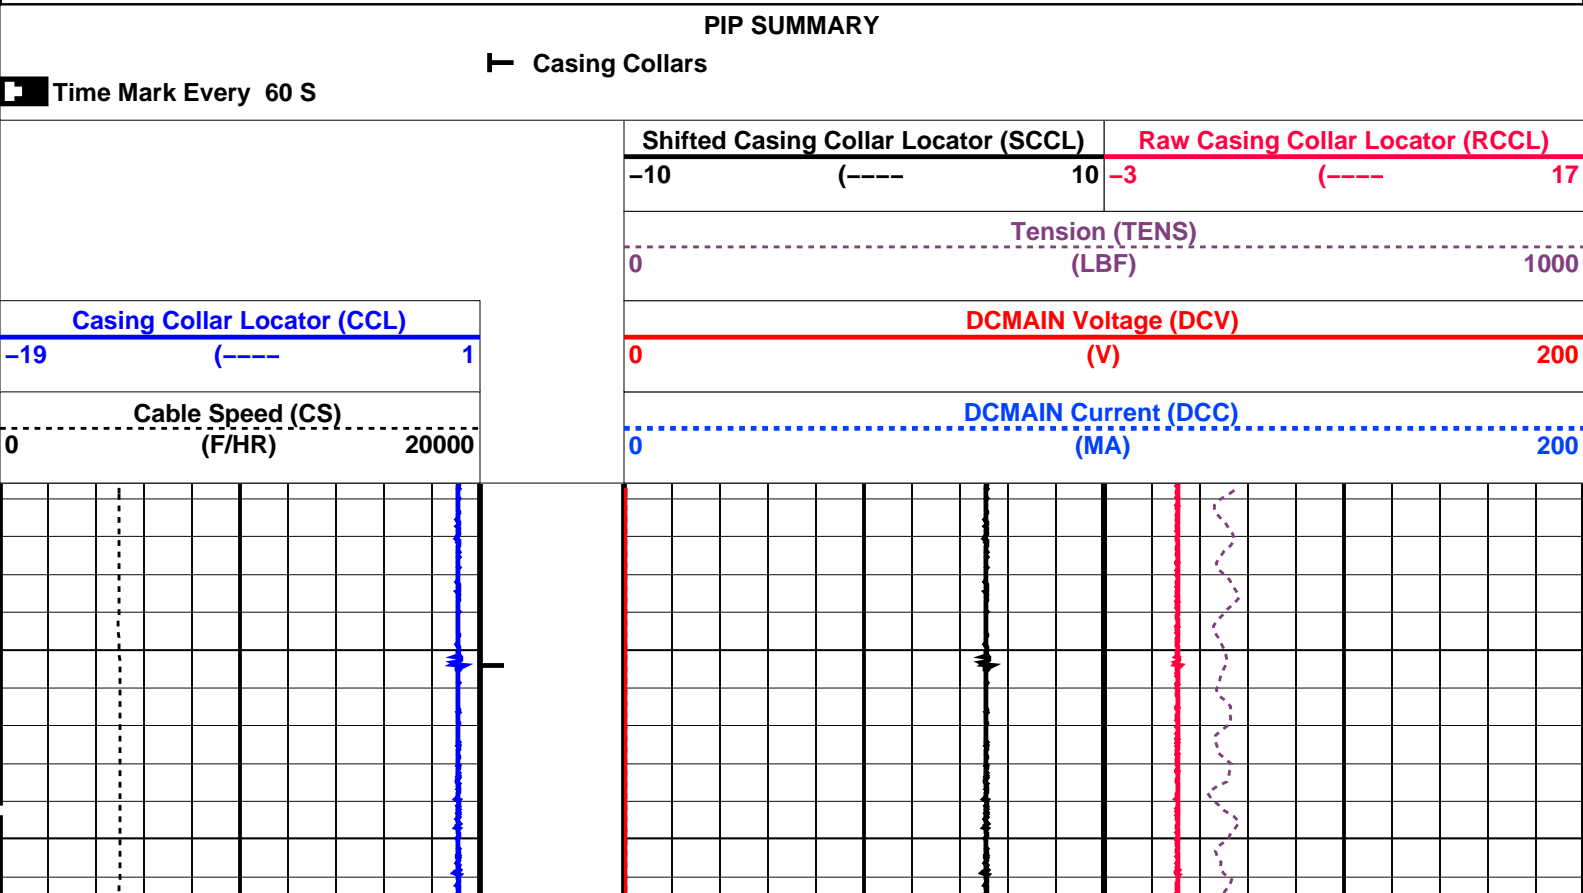 PIP SUMMARY
Casing Collars
Time Mark Every 60 S
Shifted Casing Collar Locator (SCCL) Raw Casing Collar Locator (RCCL)
−10 (−−−− 10 −3 (−−−− 17
Tension (TENS)
0 (LBF) 1000
Casing Collar Locator (CCL) DCMAIN Voltage (DCV)
−19 (−−−− 1 0 (V) 200
Cable Speed (CS) DCMAIN Current (DCC)
0 (F/HR) 20000 0 (MA) 200